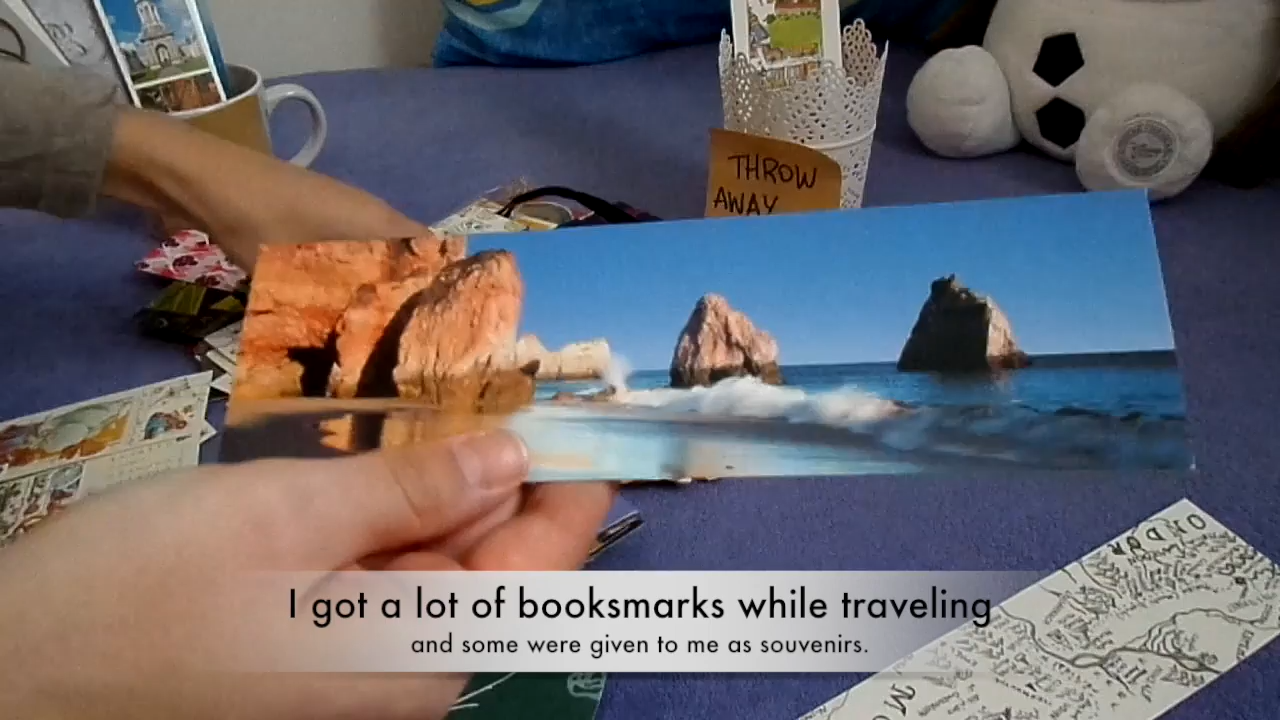 THROW
AWAY
I got a lot of booksmarks while traveling
and some were given to me as souvenirs.